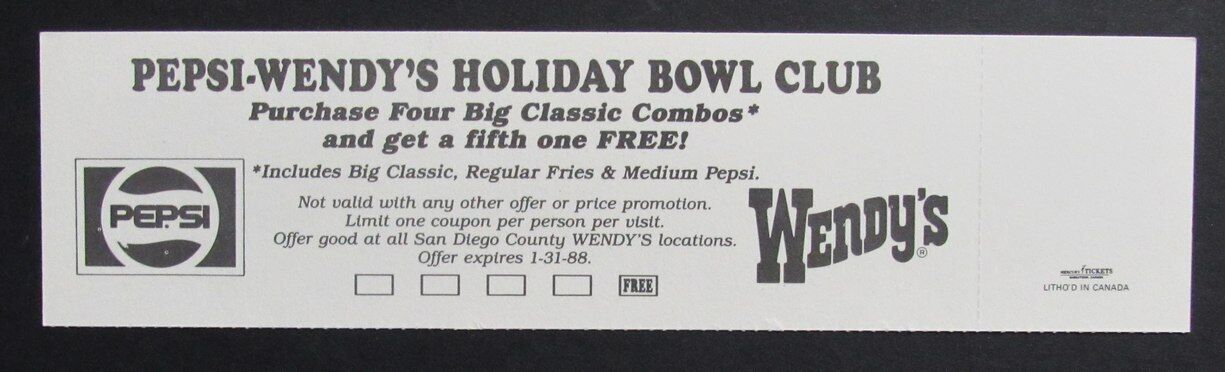 PEPSI-WENDY'S HOLIDAY BOWL CLUB
Purchase Four Big Classic Combos*
and get a fifth one FREE!
*Includes Big Classic, Regular Fries & Medium Pepsi.
Not valid with any other offer or price promotion.
Limit one coupon per person per visit.
Offer good at all San Diego County WENDY'S locations.
Offer expires 1-31-88.
FREE
PEPSI
WENDY'S®
MERCURY TICKETS
LITHO'D IN CANADA